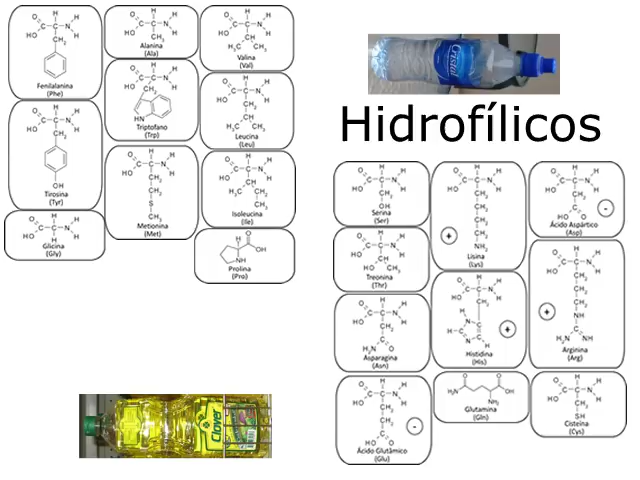 Fenilalanina
(Phe)
Alanina
(Ala)
Valina
(Val)
Triptofano
(Trp)
Leucina
(Leu)
Tirosina
(Tyr)
Metionina
(Met)
Isoleucina
(Ile)
Glicina
(Gly)
Prolina
(Pro)
Clover
Cristal
Hidrofílicos
Serina
(Ser)
Lisina
(Lys)
Ácido Aspártico
(Asp)
Treonina
(Thr)
Histidina
(His)
Arginina
(Arg)
Asparagina
(Asn)
Glutamina
(Gln)
Cisteína
(Cys)
Ácido Glutâmico
(Glu)